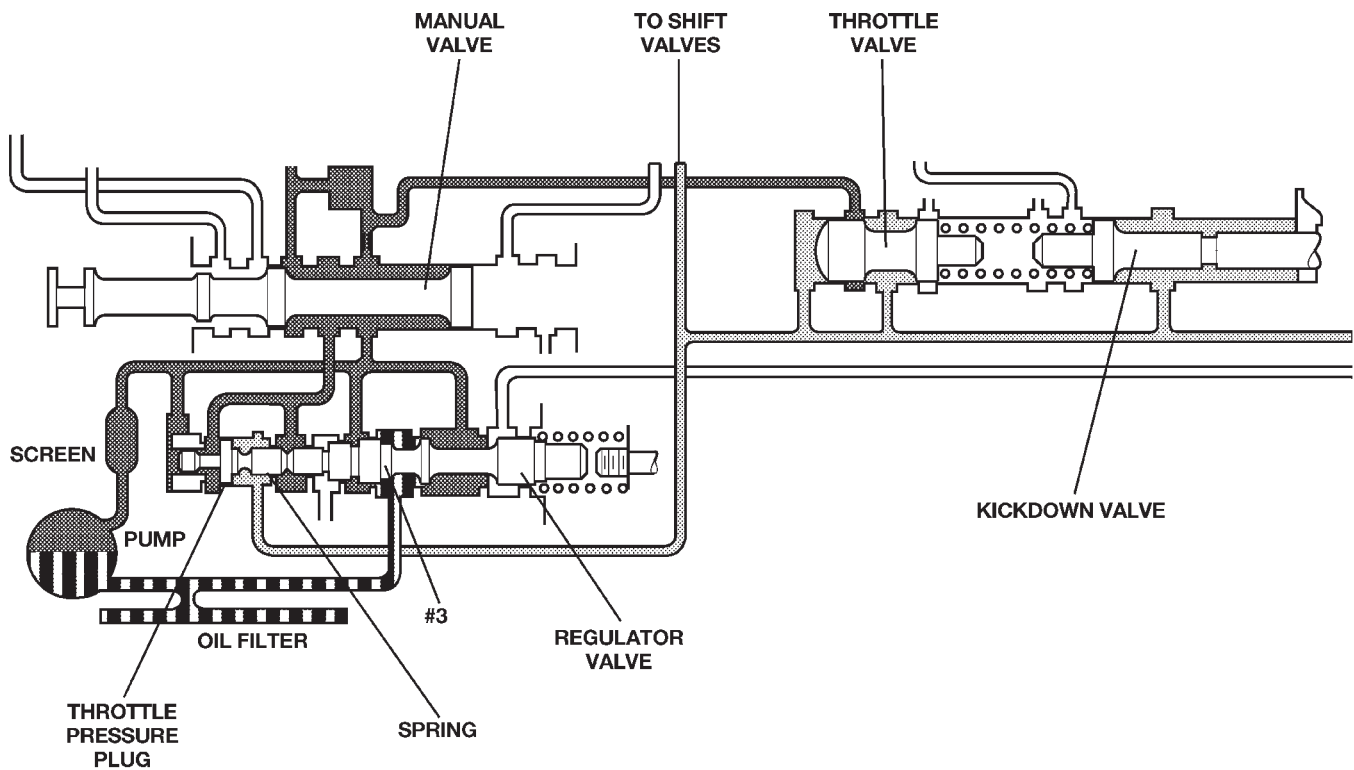 MANUAL
VALVE
TO SHIFT
VALVES
THROTTLE
VALVE
SCREEN
PUMP
KICKDOWN VALVE
#3
OIL FILTER
REGULATOR
VALVE
THROTTLE
PRESSURE
PLUG
SPRING